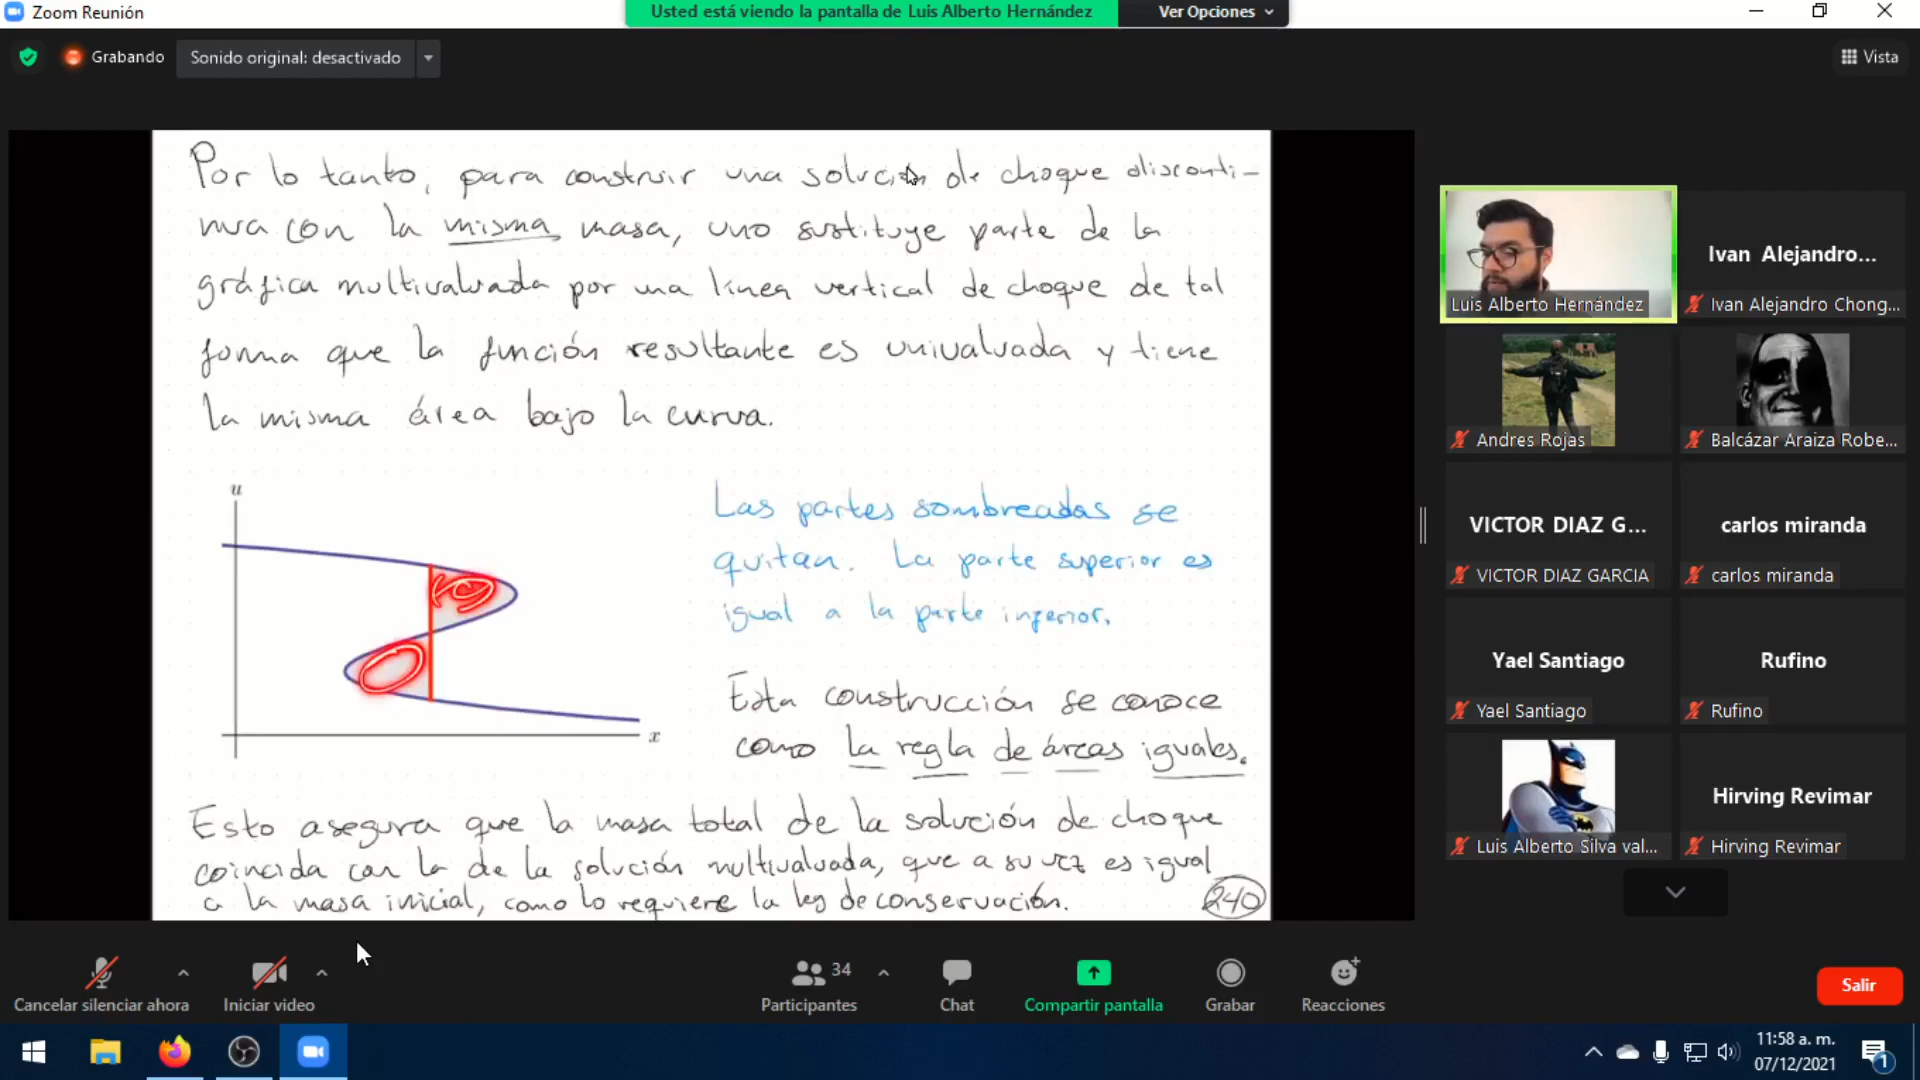 Zoom Reunión
Usted está viendo la pantalla de Luis Alberto Hernández
Ver Opciones
Grabando
Sonido original: desactivado
Vista
Por lo tanto, para construir una solución de choque disconti-
nua con la misma masa, uno sustituye parte de la
gráfica multivaluada por una línea vertical de choque de tal
forma que la función resultante es univaluada y tiene
la misma área bajo la curva.
u
x
Las partes sombreadas se
quitan. La parte superior es
igual a la parte inferior.
Esta construcción se conoce
como la regla de áreas iguales.
Esto asegura que la masa total de la solución de choque
coincida con la de la solución multivaluada, que a su vez es igual
a la masa inicial, como lo requiere la ley de conservación.
240
Luis Alberto Hernández
Ivan Alejandro...
Ivan Alejandro Chong...
Andres Rojas
Balcázar Araiza Robe...
VICTOR DIAZ G...
VICTOR DIAZ GARCIA
carlos miranda
carlos miranda
Yael Santiago
Yael Santiago
Rufino
Rufino
Luis Alberto Silva val...
Hirving Revimar
Hirving Revimar
Cancelar silenciar ahora
Iniciar video
34
Participantes
Chat
Compartir pantalla
Grabar
Reacciones
Salir
11:58 a. m.
07/12/2021
1